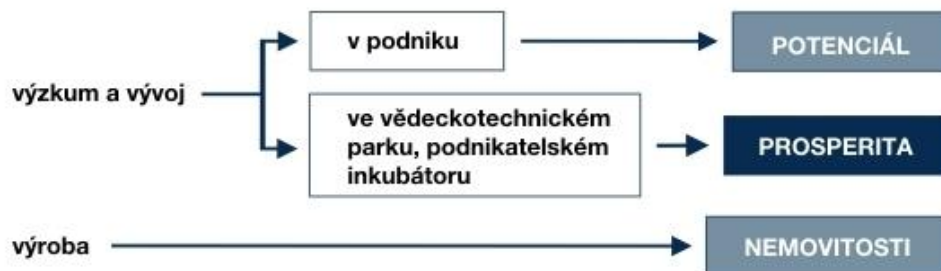 výzkum a vývoj
v podniku
POTENCIÁL
ve vědeckotechnickém
parku, podnikatelském
inkubátoru
PROSPERITA
výroba
NEMOVITOSTI